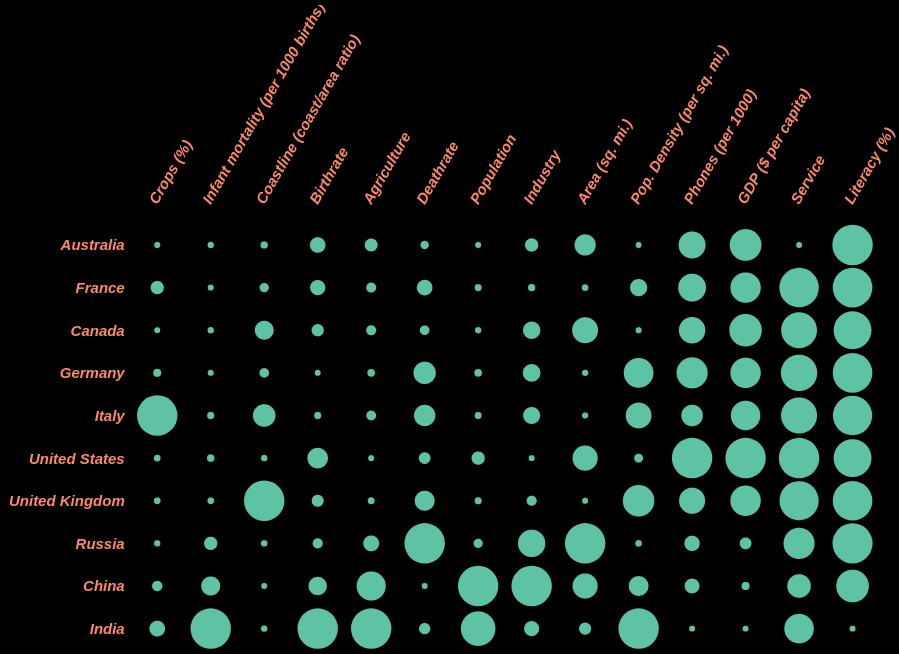 Crops (%)
Infant mortality (per 1000 births)
Coastline (coast/area ratio)
Birthrate
Agriculture
Deathrate
Population
Industry
Area (sq. mi.)
Pop. Density (per sq. mi.)
Phones (per 1000)
GDP ($ per capita)
Service
Literacy (%)
Australia
France
Canada
Germany
Italy
United States
United Kingdom
Russia
China
India